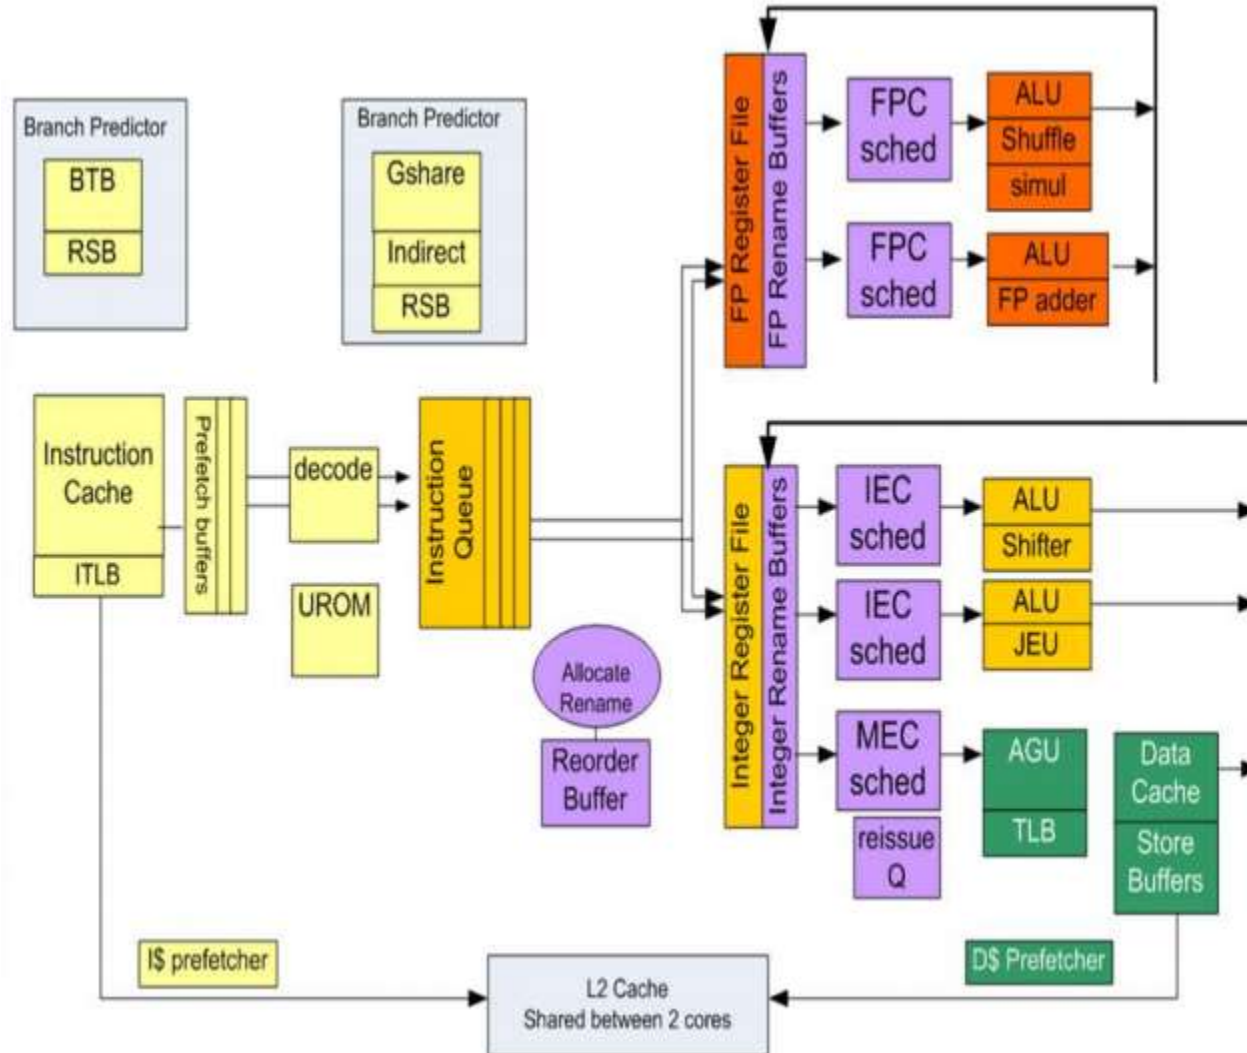 Branch Predictor
BTB
RSB
Branch Predictor
Gshare
Indirect
RSB
FP Register File
FP Rename Buffers
FPC
sched
ALU
Shuffle
simul
FPC
sched
ALU
FP adder
Instruction
Cache
ITLB
Prefetch buffers
decode
UROM
Instruction
Queue
Allocate
Rename
Reorder
Buffer
Integer Register File
Integer Rename Buffers
IEC
sched
ALU
Shifter
IEC
sched
ALU
JEU
MEC
sched
reissue
Q
AGU
TLB
Data
Cache
Store
Buffers
I$ prefetcher
L2 Cache
Shared between 2 cores
D$ Prefetcher